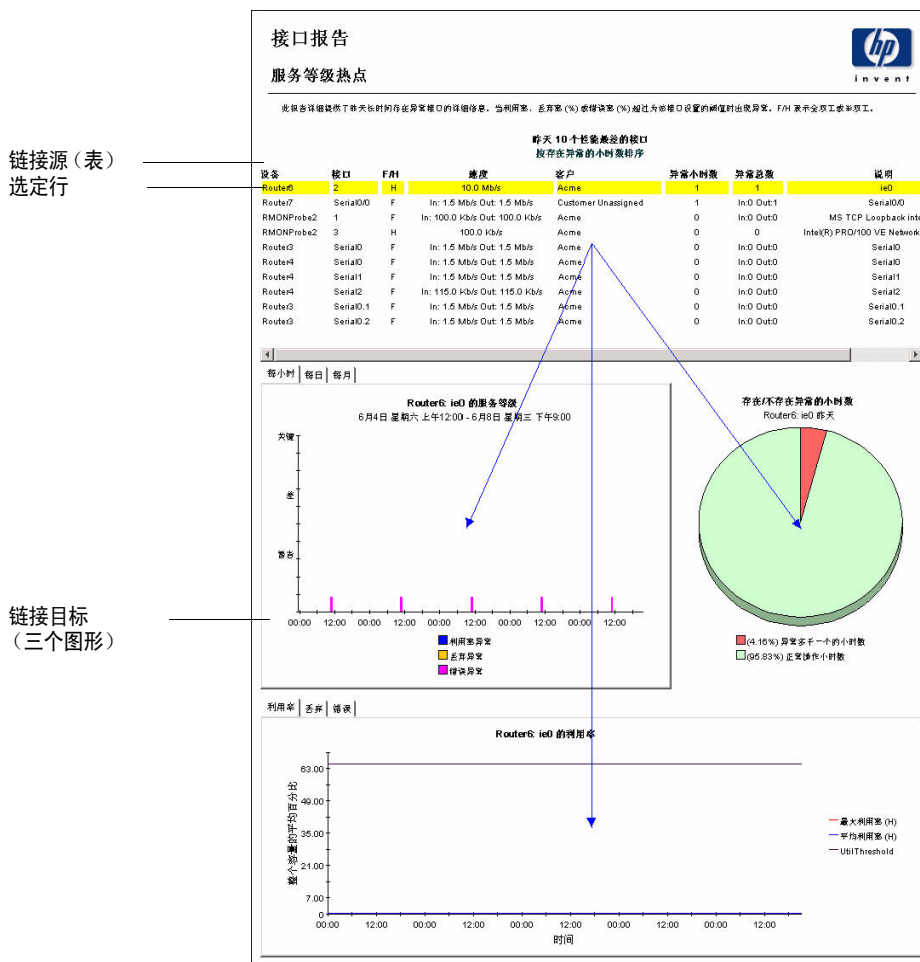 接口报告
hp
invent
服务等级热点
此报告详细提供了昨天长时间存在异常接口的详细信息。当利用率、丢弃率 (%) 或错误率 (%) 超过为该接口设置的阈值时出现异常。F/H 表示全双工或半双工。
昨天 10 个性能最差的接口
按存在异常的小时数排序
链接源（表）
选定行
设备 接口 F/H 速度 客户 异常小时数 异常总数 说明
Router6 2 H 10.0 Mb/s Acme 1 1 ie0
Router7 Serial0/0 F In: 1.5 Mb/s Out: 1.5 Mb/s Customer Unassigned 1 In:0 Out:1 Serial0/0
RMONProbe2 1 F In: 100.0 Kb/s Out: 100.0 Kb/s Acme 0 In:0 Out:0 MS TCP Loopback inte
RMONProbe2 3 H 100.0 Kb/s Acme 0 0 Intel(R) PRO/100 VE Network
Router3 Serial0 F In: 1.5 Mb/s Out: 1.5 Mb/s Acme 0 In:0 Out:0 Serial0
Router4 Serial0 F In: 1.5 Mb/s Out: 1.5 Mb/s Acme 0 In:0 Out:0 Serial0
Router4 Serial1 F In: 1.5 Mb/s Out: 1.5 Mb/s Acme 0 In:0 Out:0 Serial1
Router4 Serial2 F In: 115.0 Kb/s Out: 115.0 Kb/s Acme 0 In:0 Out:0 Serial2
Router3 Serial0.1 F In: 1.5 Mb/s Out: 1.5 Mb/s Acme 0 In:0 Out:0 Serial0.1
Router3 Serial0.2 F In: 1.5 Mb/s Out: 1.5 Mb/s Acme 0 In:0 Out:0 Serial0.2
每小时 每日 每月
Router6: ie0 的服务等级
6月4日 星期六 上午12:00 - 6月8日 星期三 下午9:00
关键
差
警告
00:00 12:00 00:00 12:00 00:00 12:00 00:00 12:00 00:00 12:00
利用率异常
丢弃异常
错误异常
存在/不存在异常的小时数
Router6: ie0 昨天
(4.16%) 异常多于一个的小时数
(95.83%) 正常操作小时数
链接目标
（三个图形）
利用率 丢弃 错误
Router6: ie0 的利用率
整个容量的平均百分比
63.00
49.00
35.00
21.00
7.00
0
00:00 12:00 00:00 12:00 00:00 12:00 00:00 12:00 00:00 12:00
时间
最大利用率 (H)
平均利用率 (H)
UtilThreshold